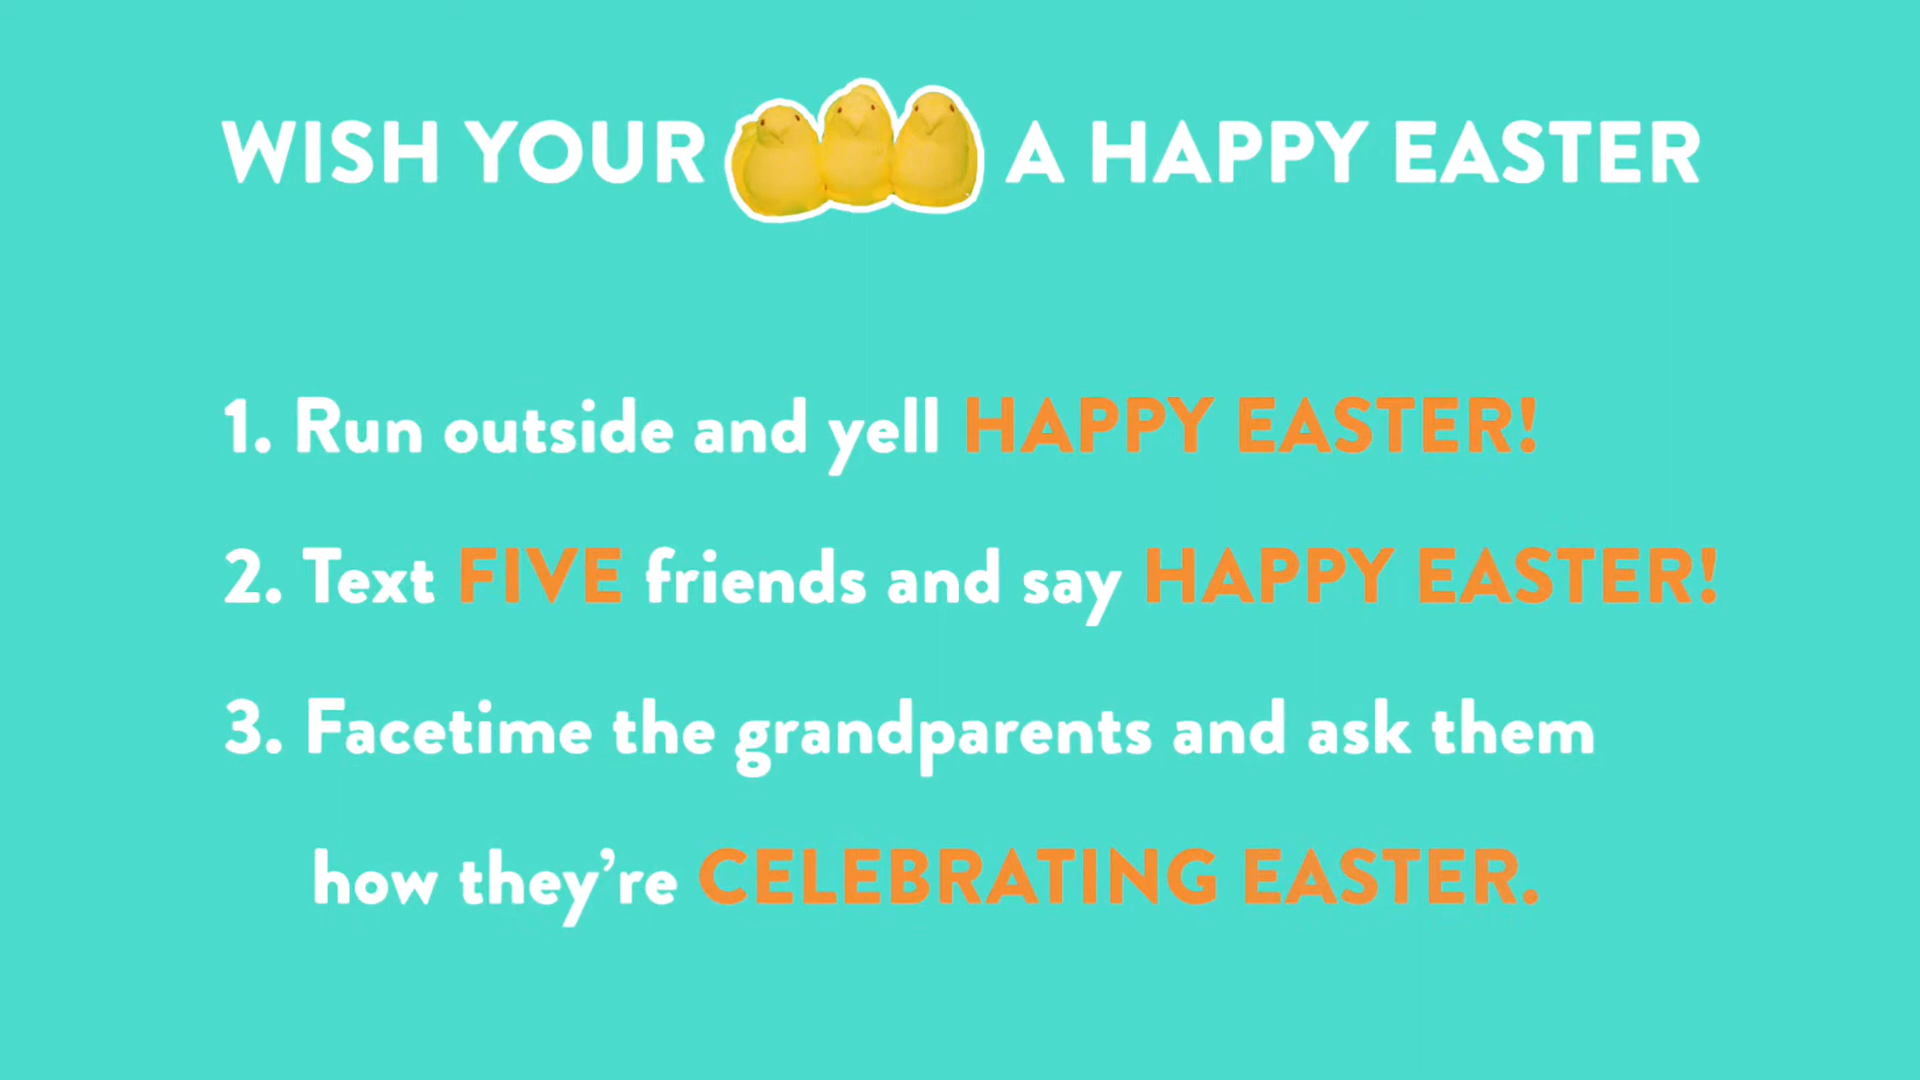 WISH YOUR A HAPPY EASTER
1. Run outside and yell HAPPY EASTER!
2. Text FIVE friends and say HAPPY EASTER!
3. Facetime the grandparents and ask them
how they’re CELEBRATING EASTER.